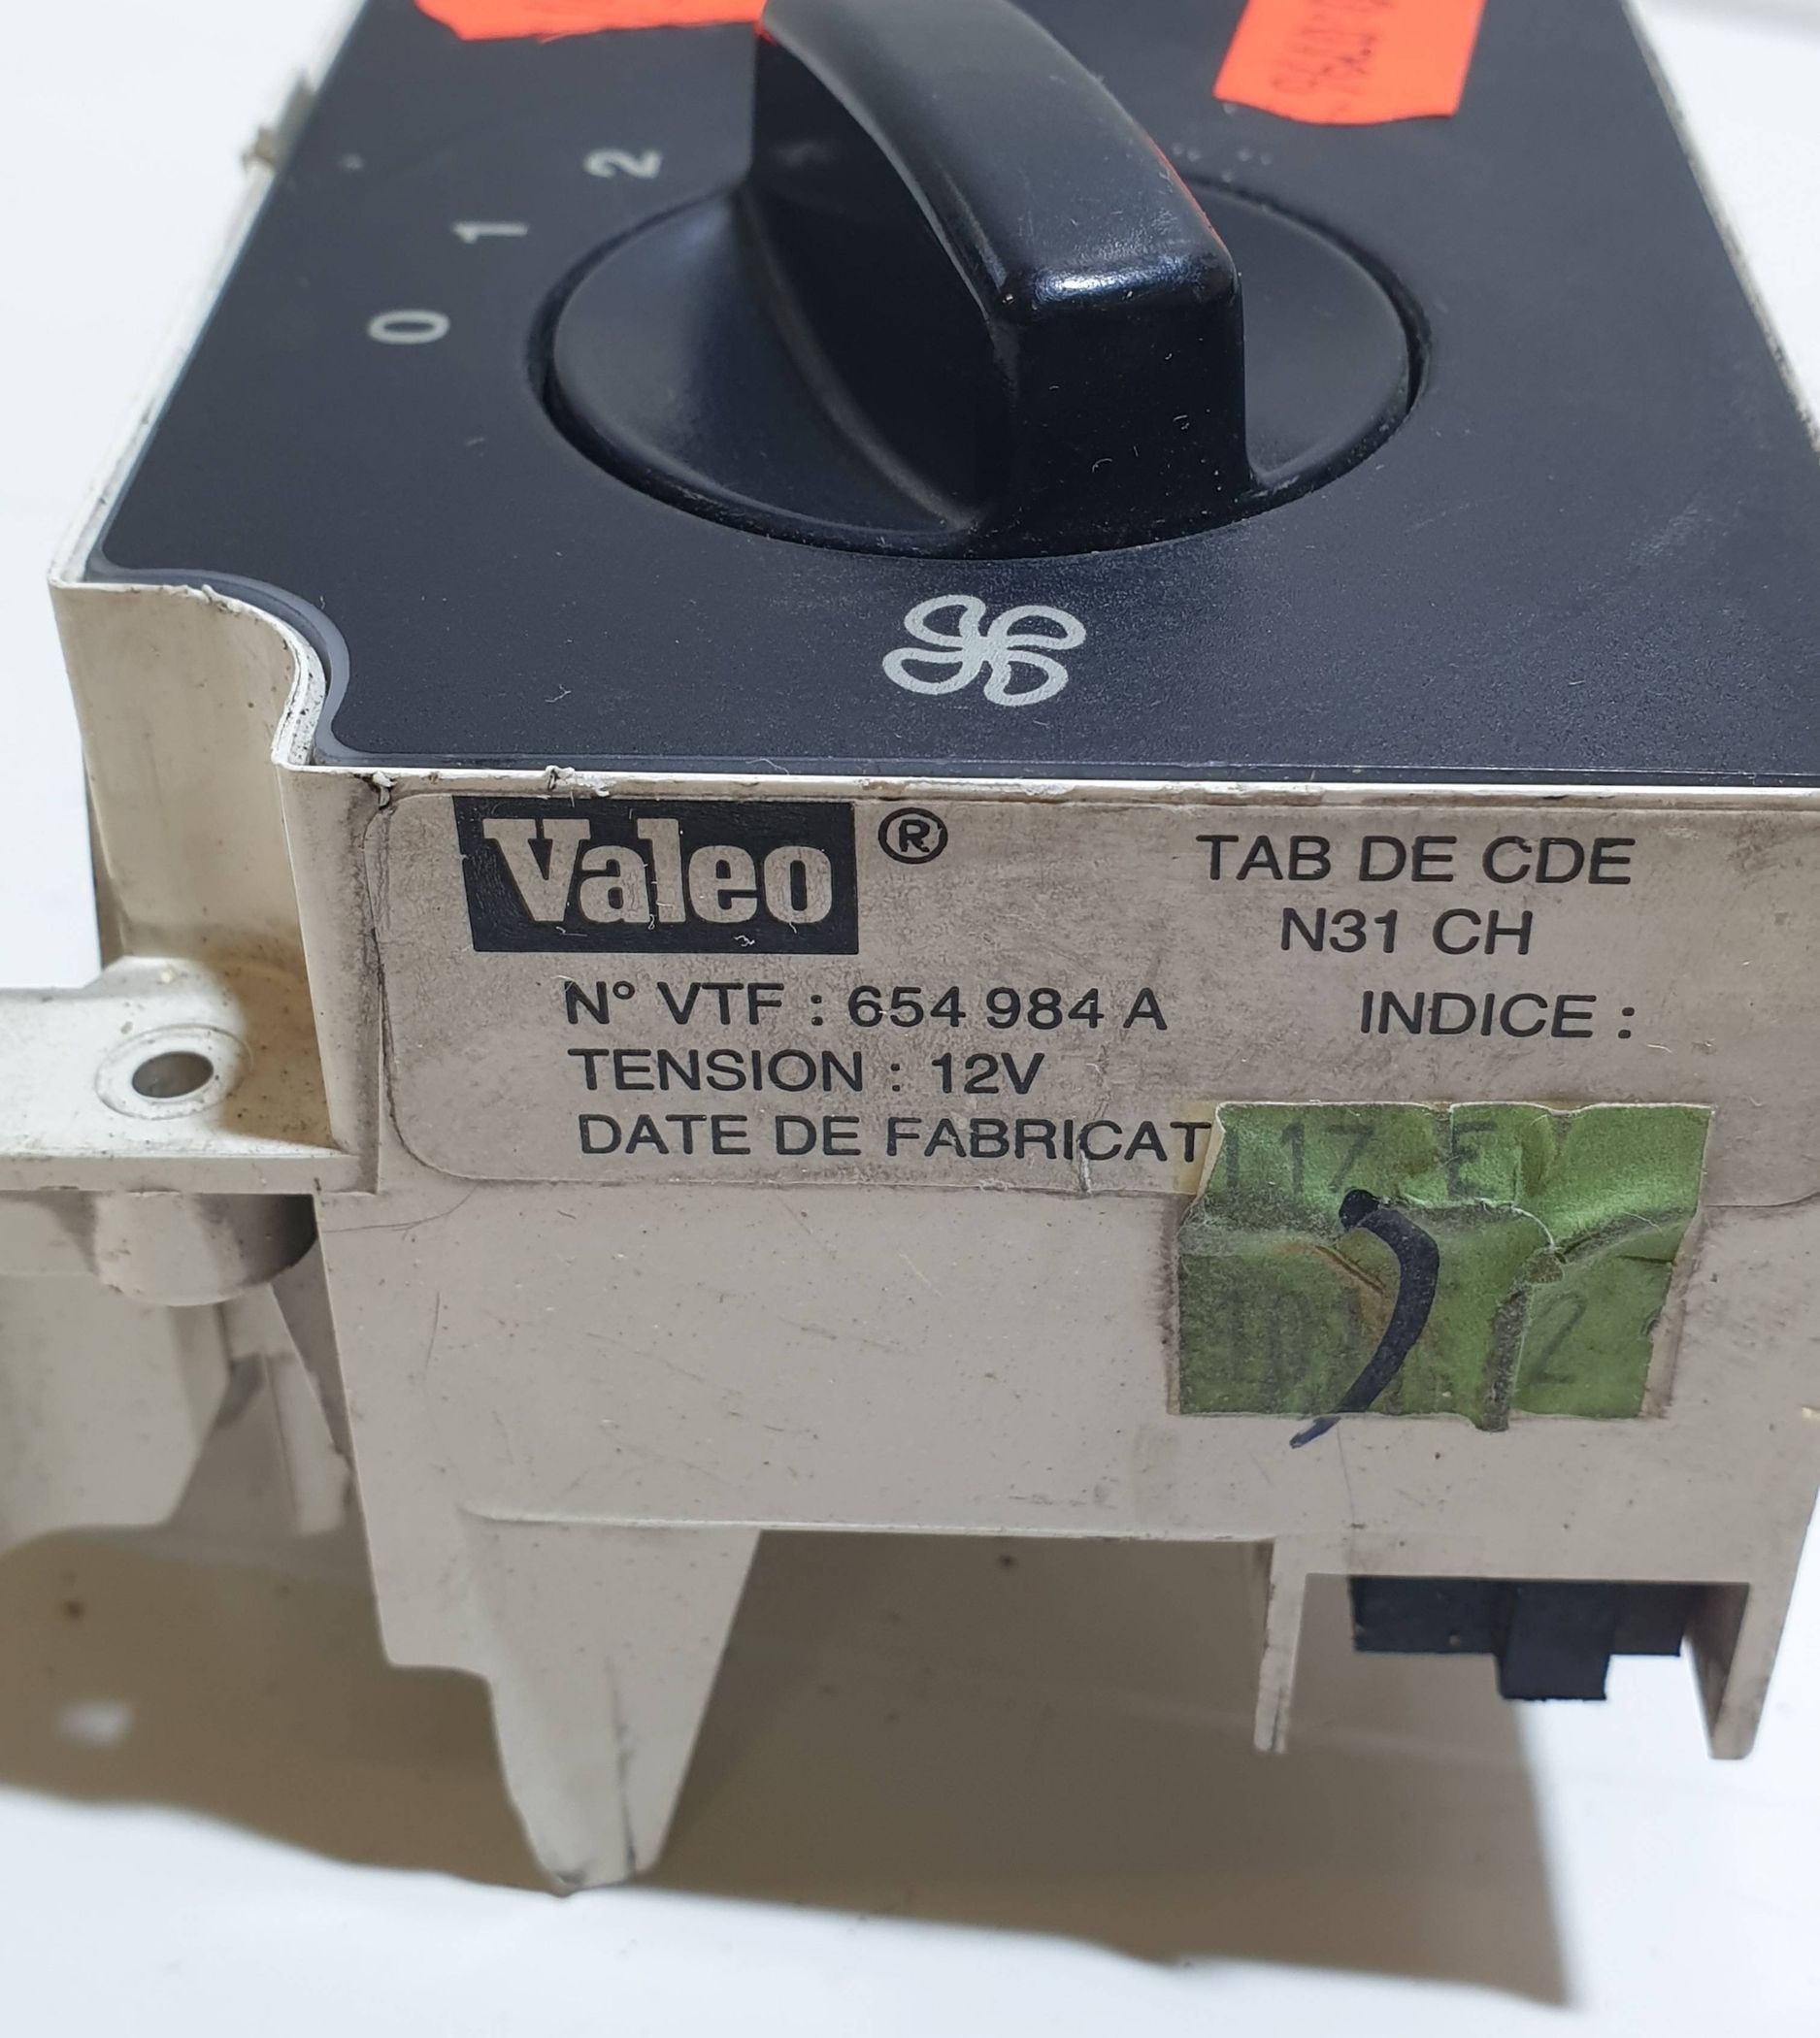 2
1
0
Valeo ®
TAB DE CDE
N31 CH
N° VTF : 654 984 A
INDICE :
TENSION : 12V
DATE DE FABRICAT